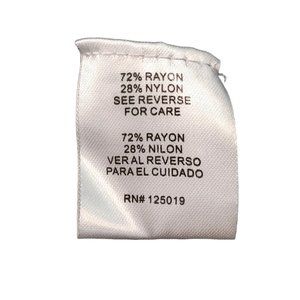 72% RAYON
28% NYLON
SEE REVERSE
FOR CARE
72% RAYON
28% NILON
VER AL REVERSO
PARA EL CUIDADO
RN# 125019